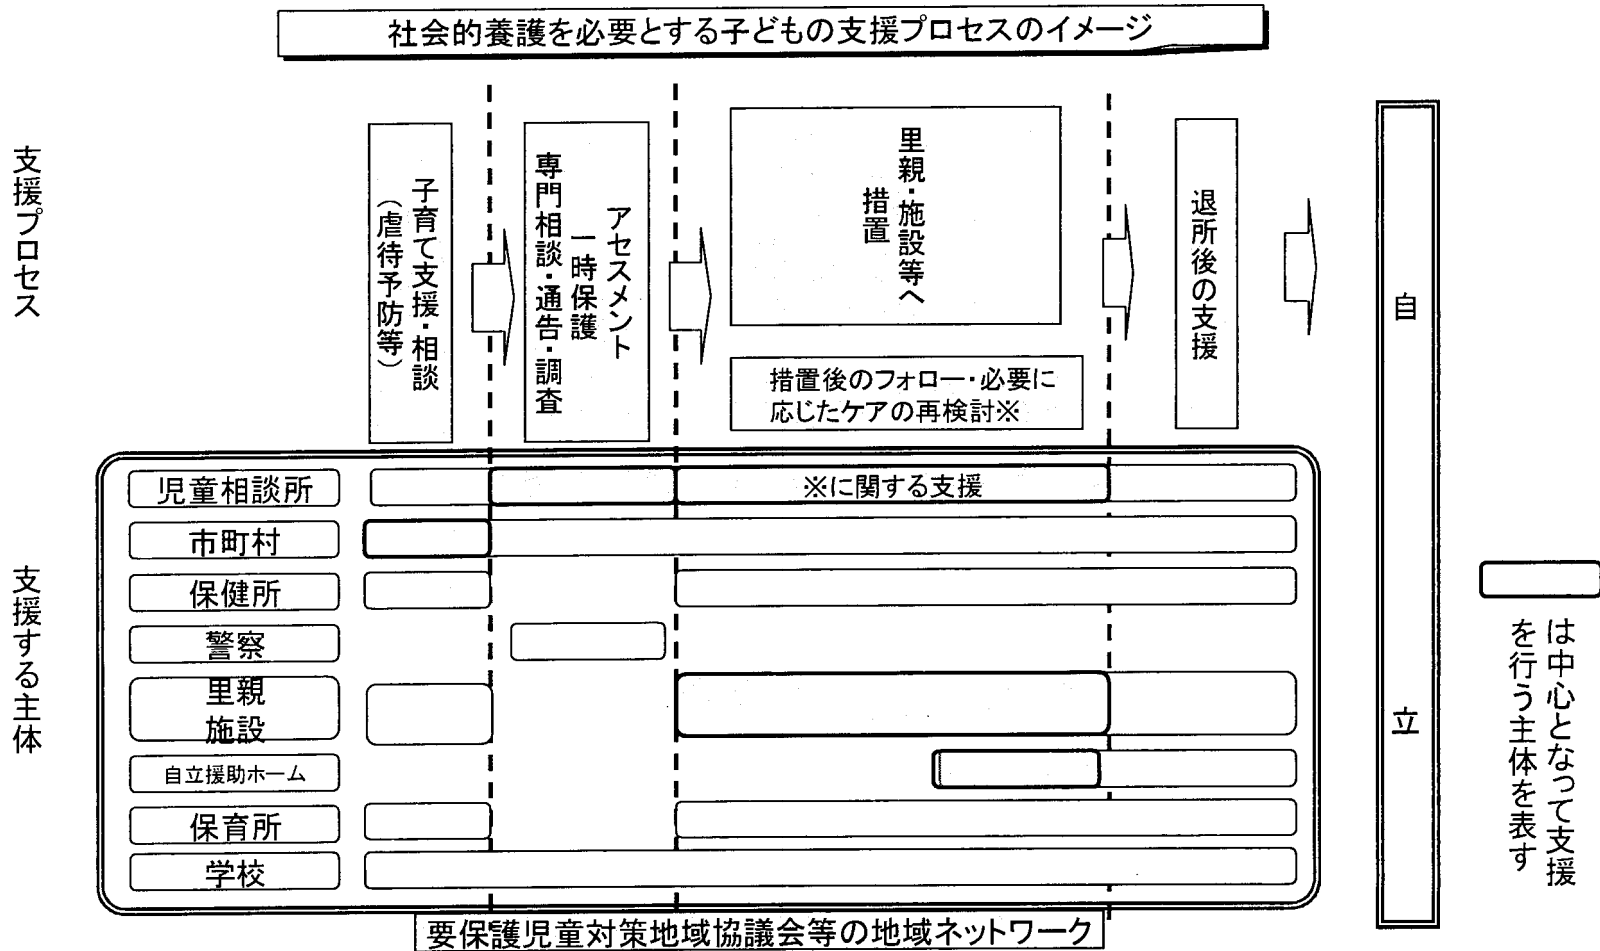 社会的養護を必要とする子どもの支援プロセスのイメージ
支援プロセス
子育て支援・相談
（虐待予防等）
アセスメント
一時保護
専門相談・通告・調査
里親・施設等へ
措置
措置後のフォロー・必要に
応じたケアの再検討※
退所後の支援
自立
支援する主体
児童相談所
※に関する支援
市町村
保健所
警察
里親
施設
自立援助ホーム
保育所
学校
要保護児童対策地域協議会等の地域ネットワーク
は中心となって支援
を行う主体を表す